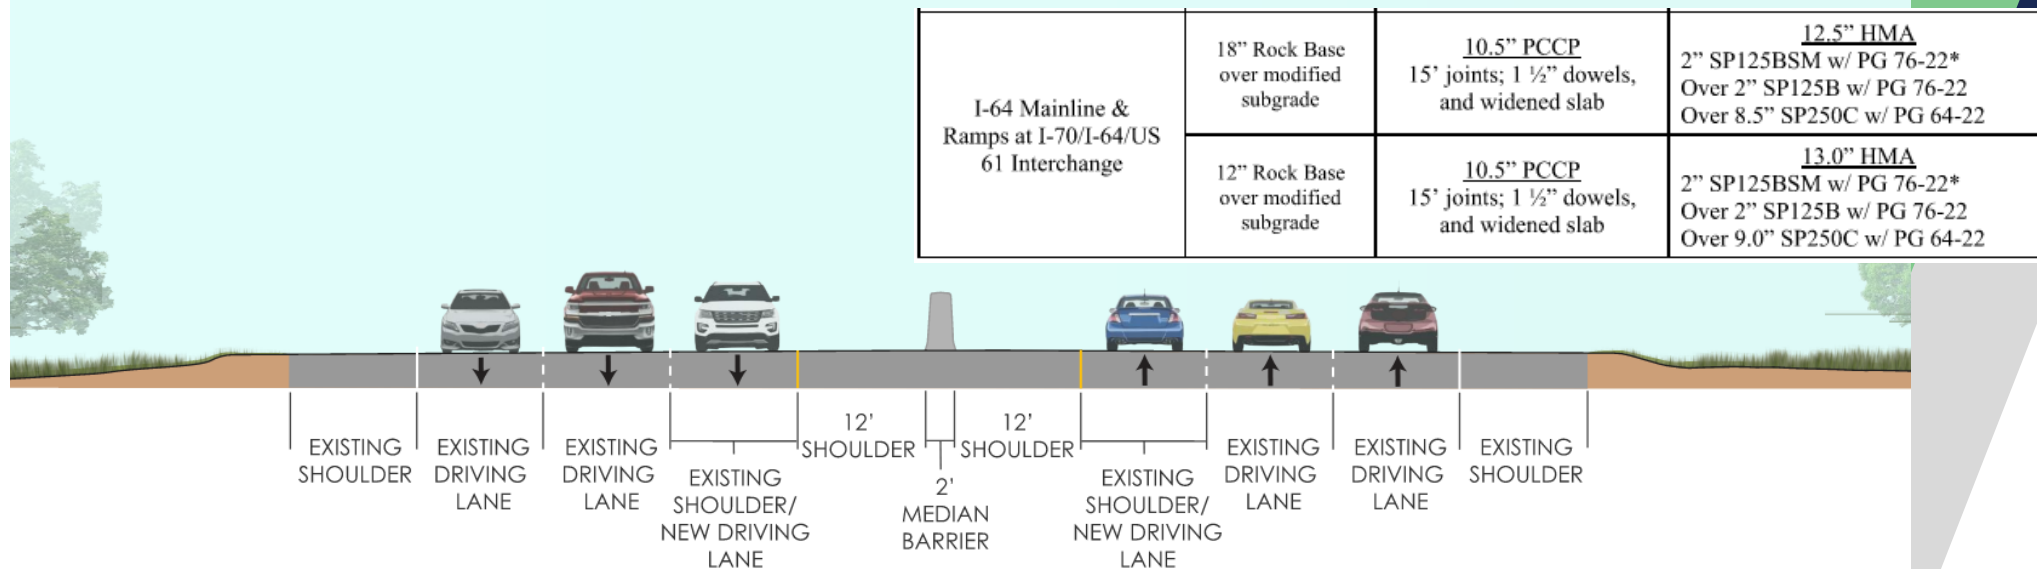 I-64 Mainline &
Ramps at I-70/I-64/US
61 Interchange
18” Rock Base
over modified
subgrade
10.5” PCCP
15’ joints; 1 ½” dowels,
and widened slab
12.5” HMA
2” SP125BSM w/ PG 76-22*
Over 2” SP125B w/ PG 76-22
Over 8.5” SP250C w/ PG 64-22
12” Rock Base
over modified
subgrade
10.5” PCCP
15’ joints; 1 ½” dowels,
and widened slab
13.0” HMA
2” SP125BSM w/ PG 76-22*
Over 2” SP125B w/ PG 76-22
Over 9.0” SP250C w/ PG 64-22
EXISTING
SHOULDER
EXISTING
DRIVING
LANE
EXISTING
DRIVING
LANE
EXISTING
SHOULDER/
NEW DRIVING
LANE
12'
SHOULDER
2'
MEDIAN
BARRIER
12'
SHOULDER
EXISTING
SHOULDER/
NEW DRIVING
LANE
EXISTING
DRIVING
LANE
EXISTING
DRIVING
LANE
EXISTING
SHOULDER